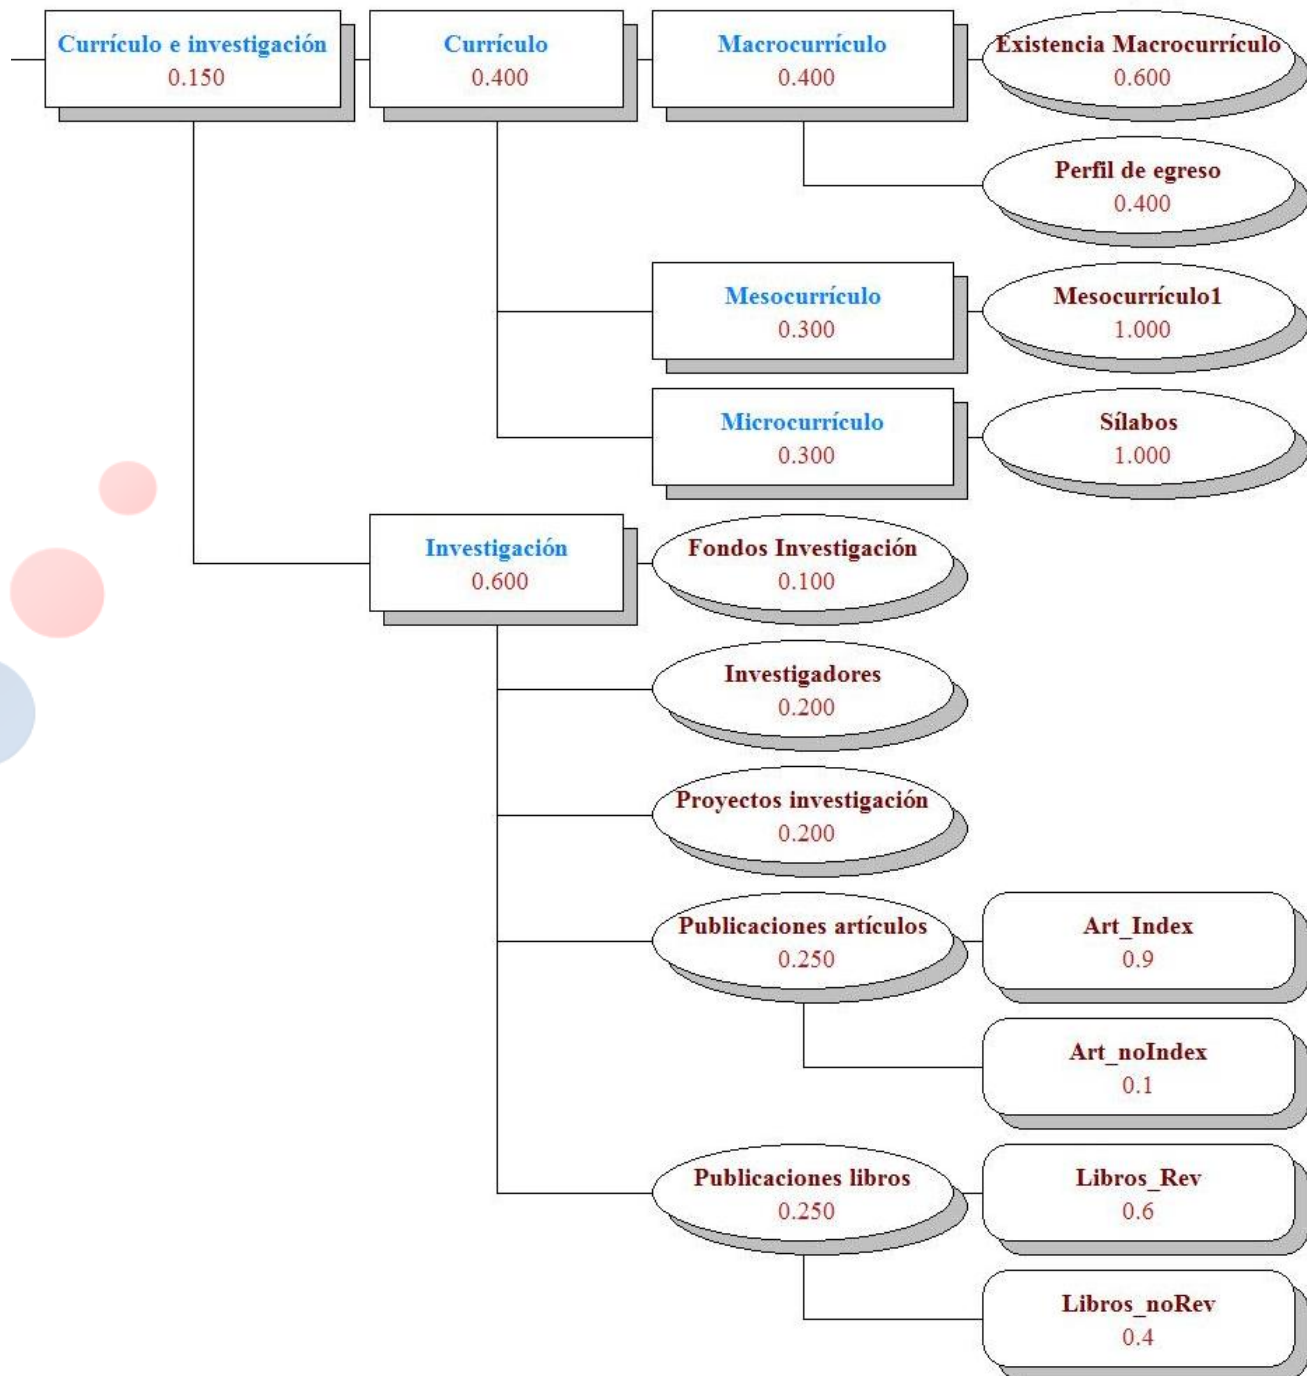 Currículo e investigación
0.150
Currículo
0.400
Macrocurrículo
0.400
Existencia Macrocurrículo
0.600
Perfil de egreso
0.400
Mesocurrículo
0.300
Mesocurrículo1
1.000
Microcurrículo
0.300
Sílabos
1.000
Investigación
0.600
Fondos Investigación
0.100
Investigadores
0.200
Proyectos investigación
0.200
Publicaciones artículos
0.250
Art_Index
0.9
Art_noIndex
0.1
Publicaciones libros
0.250
Libros_Rev
0.6
Libros_noRev
0.4